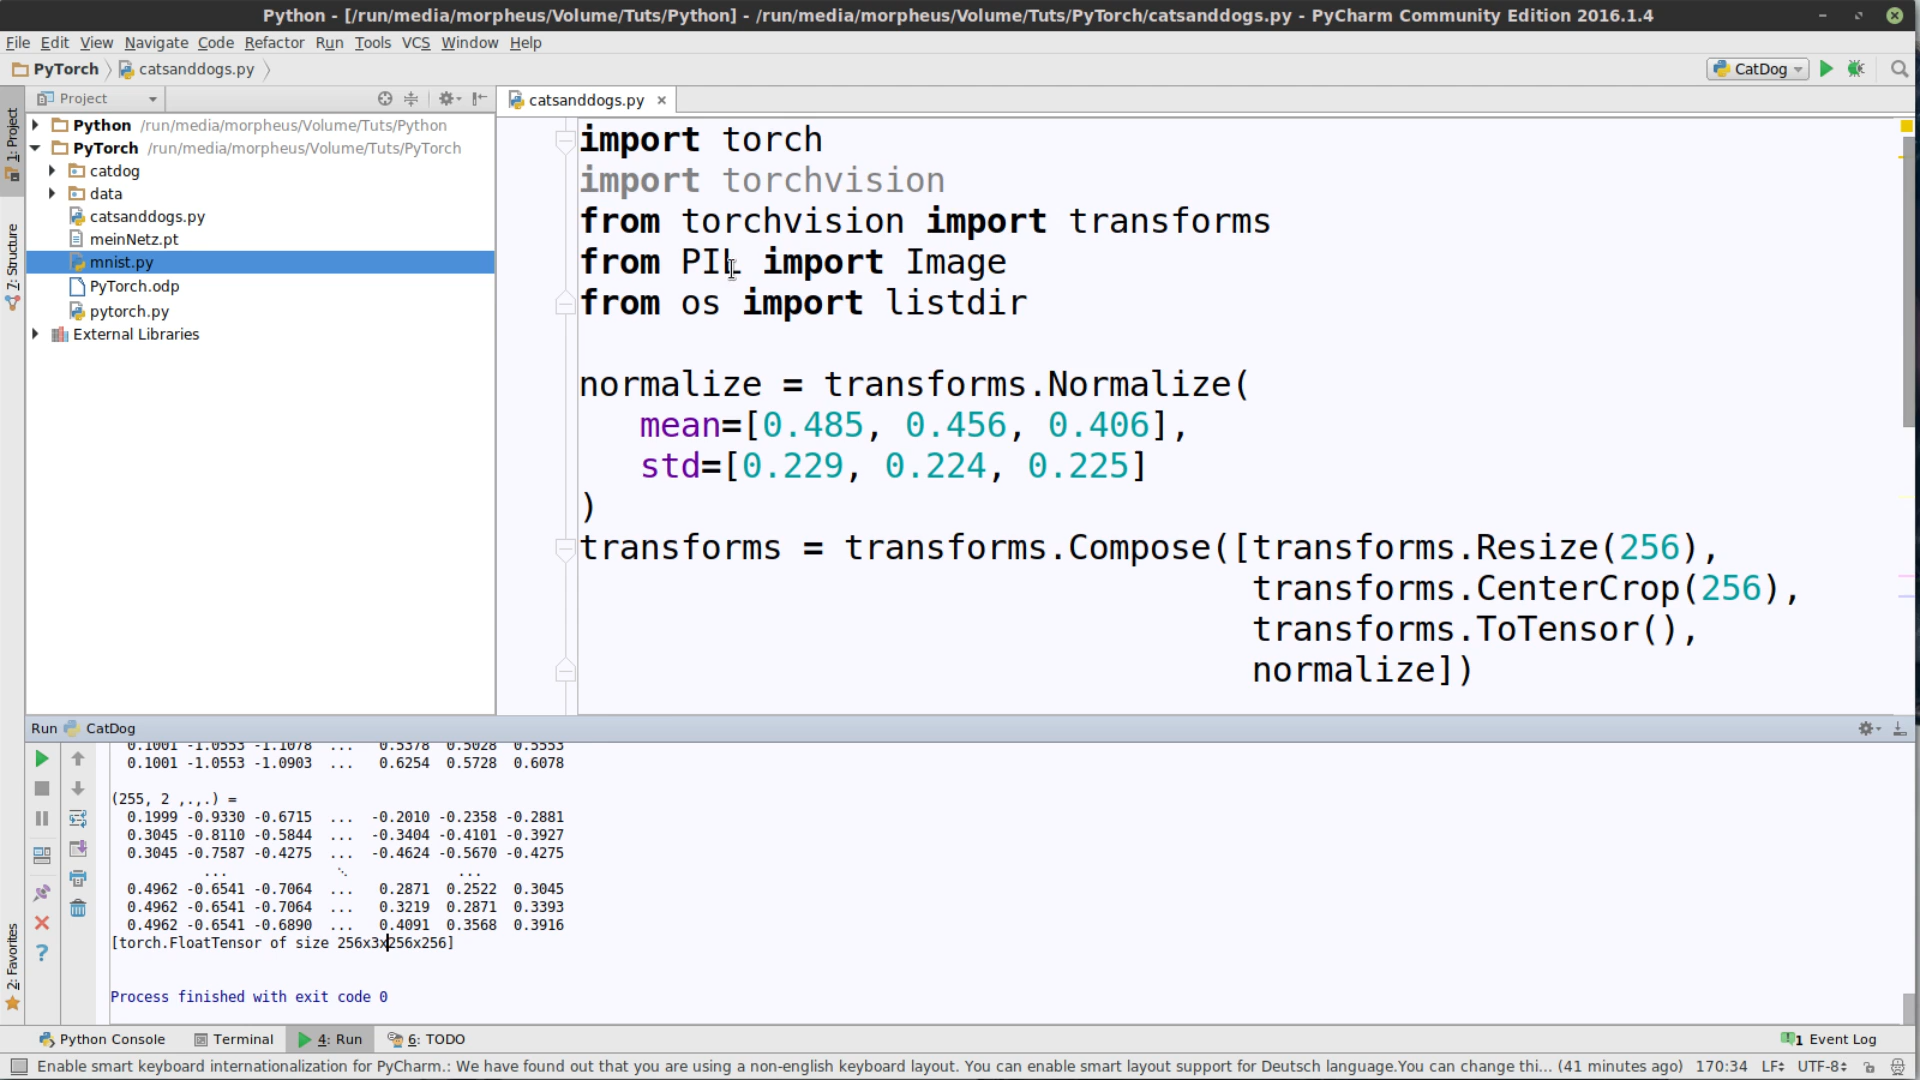 Python - [/run/media/morpheus/Volume/Tuts/Python] - /run/media/morpheus/Volume/Tuts/PyTorch/catsanddogs.py - PyCharm Community Edition 2016.1.4
File Edit View Navigate Code Refactor Run Tools VCS Window Help
PyTorch catsanddogs.py
CatDog
Project
catsanddogs.py
1: Project
7: Structure
2: Favorites
Python /run/media/morpheus/Volume/Tuts/Python
PyTorch /run/media/morpheus/Volume/Tuts/PyTorch
catdog
data
catsanddogs.py
meinNetz.pt
mnist.py
PyTorch.odp
pytorch.py
External Libraries
import torch
import torchvision
from torchvision import transforms
from PIL import Image
from os import listdir
normalize = transforms.Normalize(
mean=[0.485, 0.456, 0.406],
std=[0.229, 0.224, 0.225]
)
transforms = transforms.Compose([transforms.Resize(256),
transforms.CenterCrop(256),
transforms.ToTensor(),
normalize])
Run CatDog
0.1001 -1.0553 -1.1078 ... 0.5378 0.5028 0.5553
0.1001 -1.0553 -1.0903 ... 0.6254 0.5728 0.6078
(255, 2 ,.,.) =
0.1999 -0.9330 -0.6715 ... -0.2010 -0.2358 -0.2881
0.3045 -0.8110 -0.5844 ... -0.3404 -0.4101 -0.3927
0.3045 -0.7587 -0.4275 ... -0.4624 -0.5670 -0.4275
... ⋱ ...
0.4962 -0.6541 -0.7064 ... 0.2871 0.2522 0.3045
0.4962 -0.6541 -0.7064 ... 0.3219 0.2871 0.3393
0.4962 -0.6541 -0.6890 ... 0.4091 0.3568 0.3916
[torch.FloatTensor of size 256x3x256x256]
Process finished with exit code 0
Python Console Terminal 4: Run 6: TODO 1 Event Log
Enable smart keyboard internationalization for PyCharm.: We have found out that you are using a non-english keyboard layout. You can enable smart layout support for Deutsch language.You can change thi... (41 minutes ago) 170:34 LF UTF-8